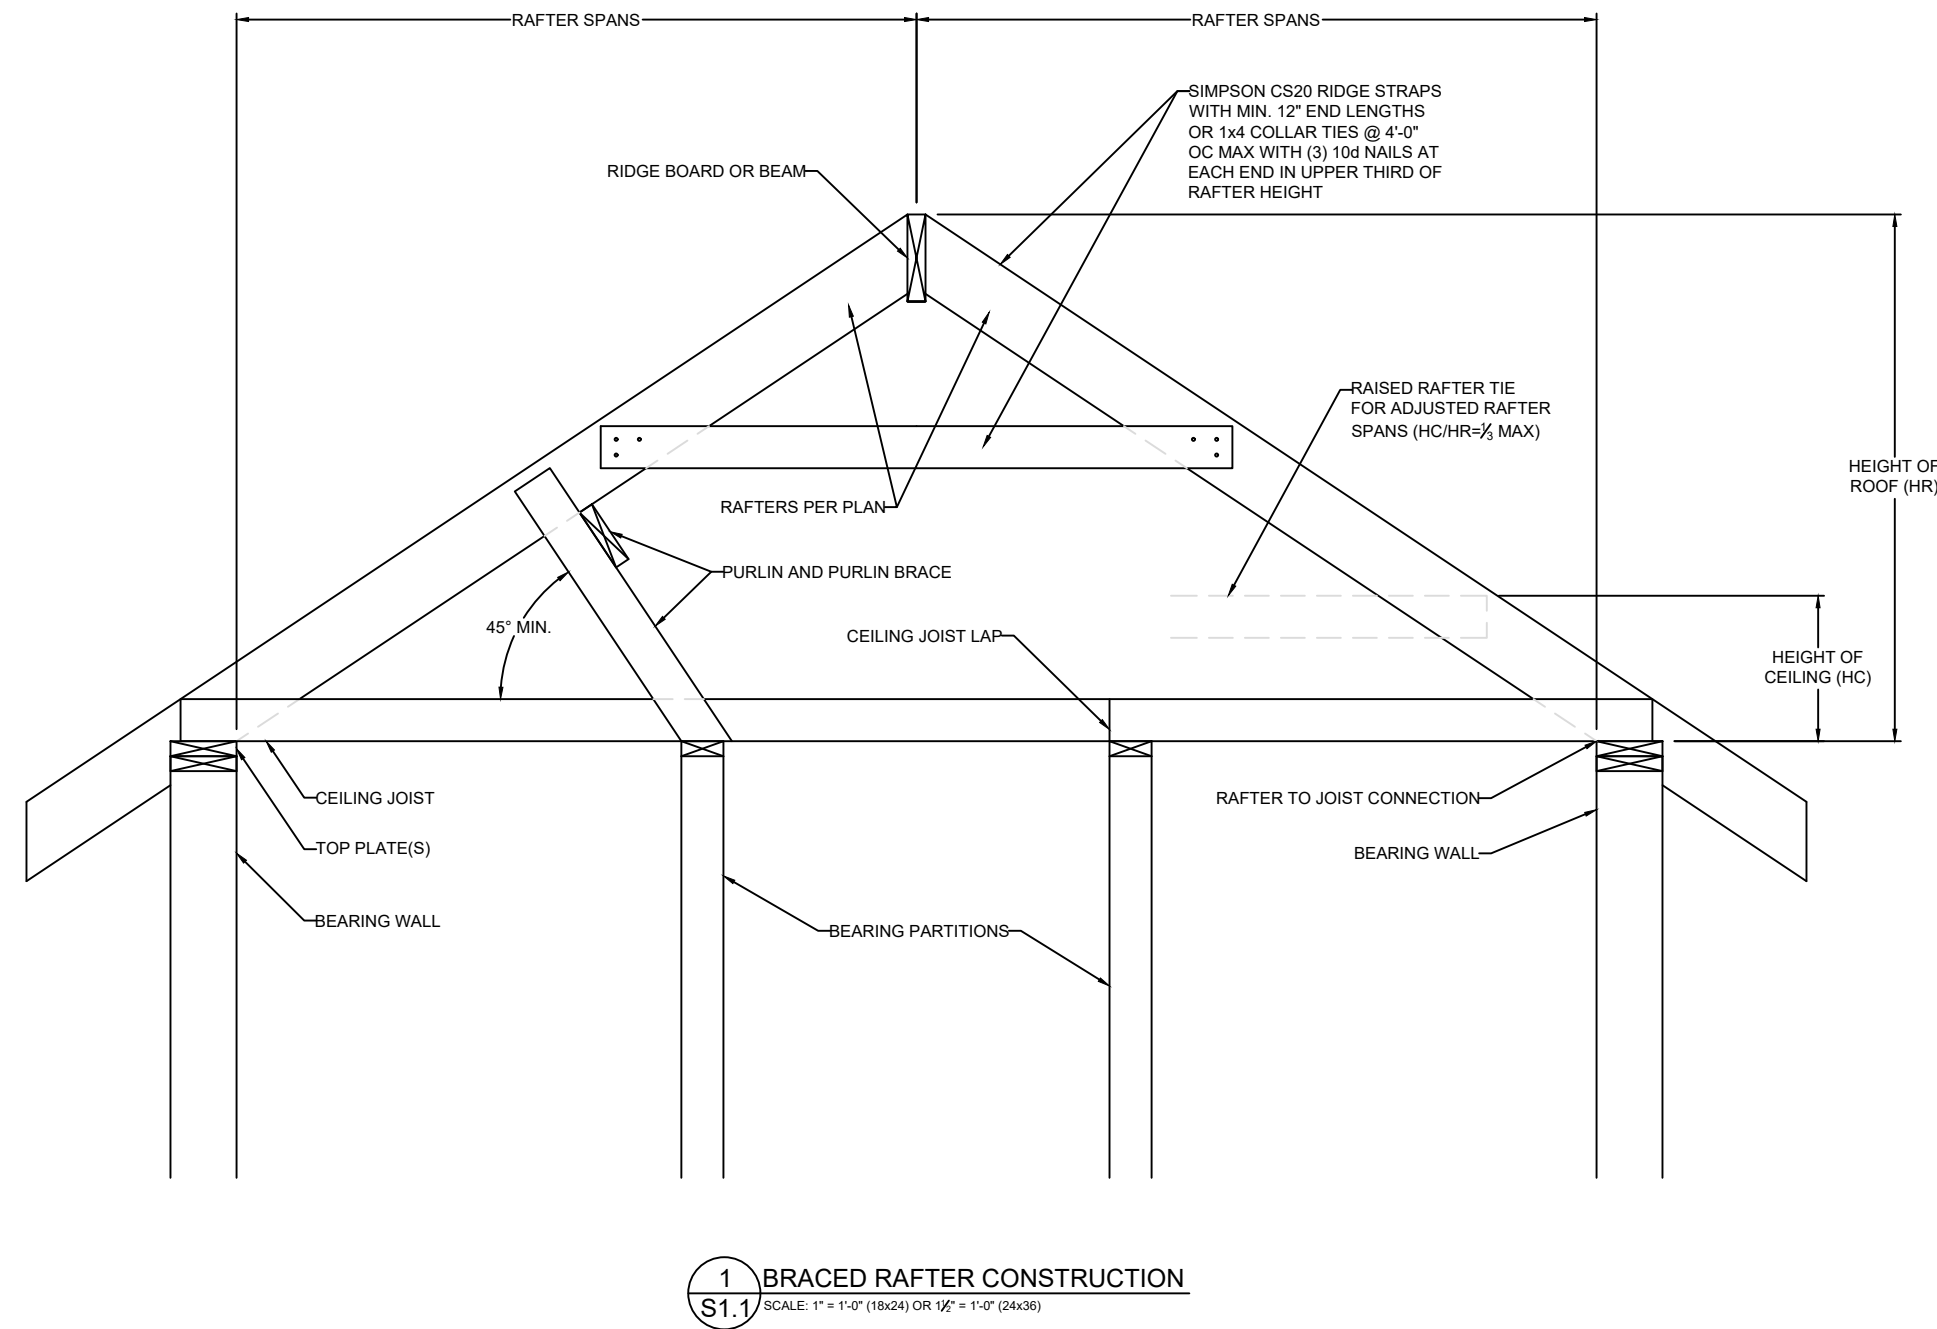 RAFTER SPANS
RAFTER SPANS
SIMPSON CS20 RIDGE STRAPS
WITH MIN. 12" END LENGTHS
OR 1x4 COLLAR TIES @ 4'-0"
OC MAX WITH (3) 10d NAILS AT
EACH END IN UPPER THIRD OF
RAFTER HEIGHT
RIDGE BOARD OR BEAM
RAISED RAFTER TIE
FOR ADJUSTED RAFTER
SPANS (HC/HR=⅓ MAX)
HEIGHT OF
ROOF (HR)
RAFTERS PER PLAN
PURLIN AND PURLIN BRACE
45° MIN.
CEILING JOIST LAP
HEIGHT OF
CEILING (HC)
CEILING JOIST
RAFTER TO JOIST CONNECTION
TOP PLATE(S)
BEARING WALL
BEARING WALL
BEARING PARTITIONS
1
S1.1
BRACED RAFTER CONSTRUCTION
SCALE: 1" = 1'-0" (18x24) OR 1½" = 1'-0" (24x36)